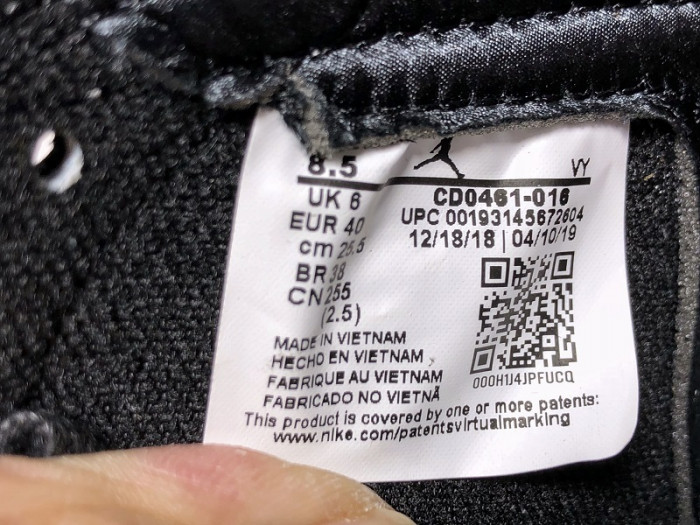 8.5
VY
UK 6
EUR 40
cm 25.5
BR 38
CN 255
(2.5)
CD0461-016
UPC 00193145672604
12/18/18 | 04/10/19
000H1J4JPFUCQ
MADE IN VIETNAM
HECHO EN VIETNAM
FABRIQUE AU VIETNAM
FABRICADO NO VIETNÃ
This product is covered by one or more patents:
www.nike.com/patentsvirtualmarking